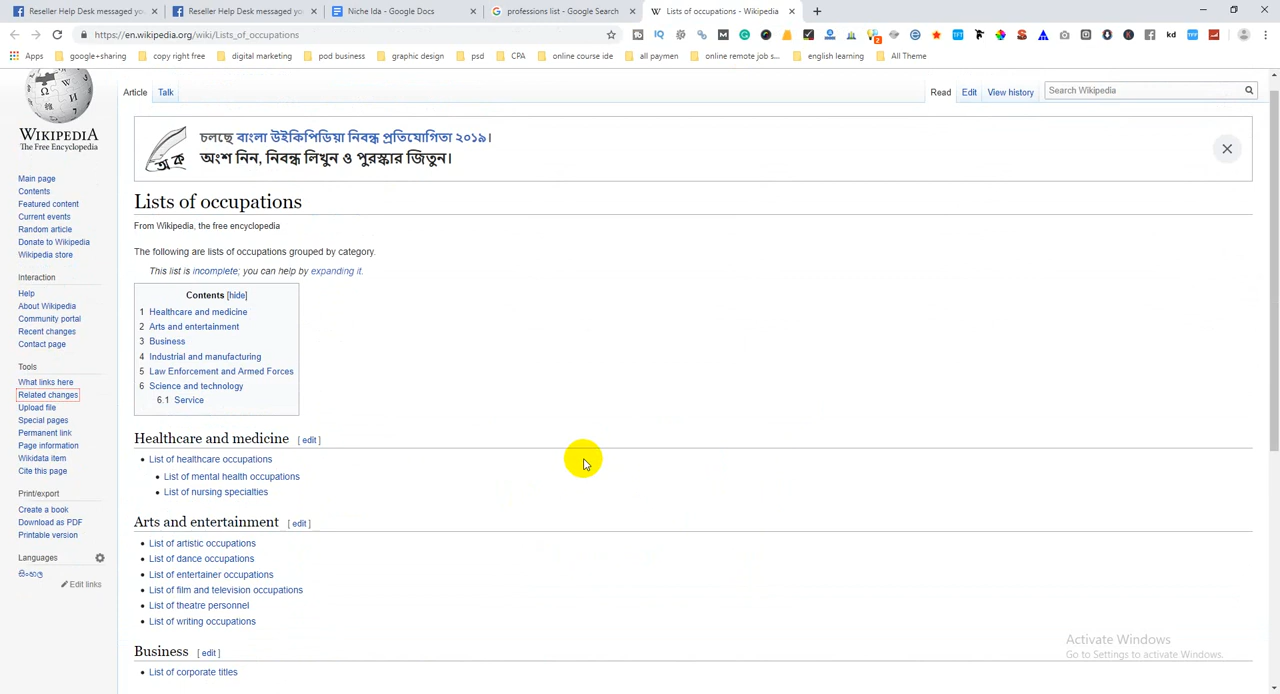 Reseller Help Desk messaged yo
Reseller Help Desk messaged yo
Niche Ida - Google Docs
professions list - Google Search
Lists of occupations - Wikipedia
https://en.wikipedia.org/wiki/Lists_of_occupations
Apps google+sharing copy right free digital marketing pod business graphic design psd CPA online course ide all paymen online remote job s... english learning All Theme
WIKIPEDIA
The Free Encyclopedia
Main page
Contents
Featured content
Current events
Random article
Donate to Wikipedia
Wikipedia store
Interaction
Help
About Wikipedia
Community portal
Recent changes
Contact page
Tools
What links here
Related changes
Upload file
Special pages
Permanent link
Page information
Wikidata item
Cite this page
Print/export
Create a book
Download as PDF
Printable version
Languages
සිංහල
Edit links
Article Talk
Read Edit View history Search Wikipedia
চলছে বাংলা উইকিপিডিয়া নিবন্ধ প্রতিযোগিতা ২০১৯।
অংশ নিন, নিবন্ধ লিখুন ও পুরস্কার জিতুন।
Lists of occupations
From Wikipedia, the free encyclopedia
The following are lists of occupations grouped by category.
This list is incomplete; you can help by expanding it.
Contents [hide]
1 Healthcare and medicine
2 Arts and entertainment
3 Business
4 Industrial and manufacturing
5 Law Enforcement and Armed Forces
6 Science and technology
6.1 Service
Healthcare and medicine [ edit ]
• List of healthcare occupations
• List of mental health occupations
• List of nursing specialties
Arts and entertainment [ edit ]
• List of artistic occupations
• List of dance occupations
• List of entertainer occupations
• List of film and television occupations
• List of theatre personnel
• List of writing occupations
Business [ edit ]
• List of corporate titles
Activate Windows
Go to Settings to activate Windows.